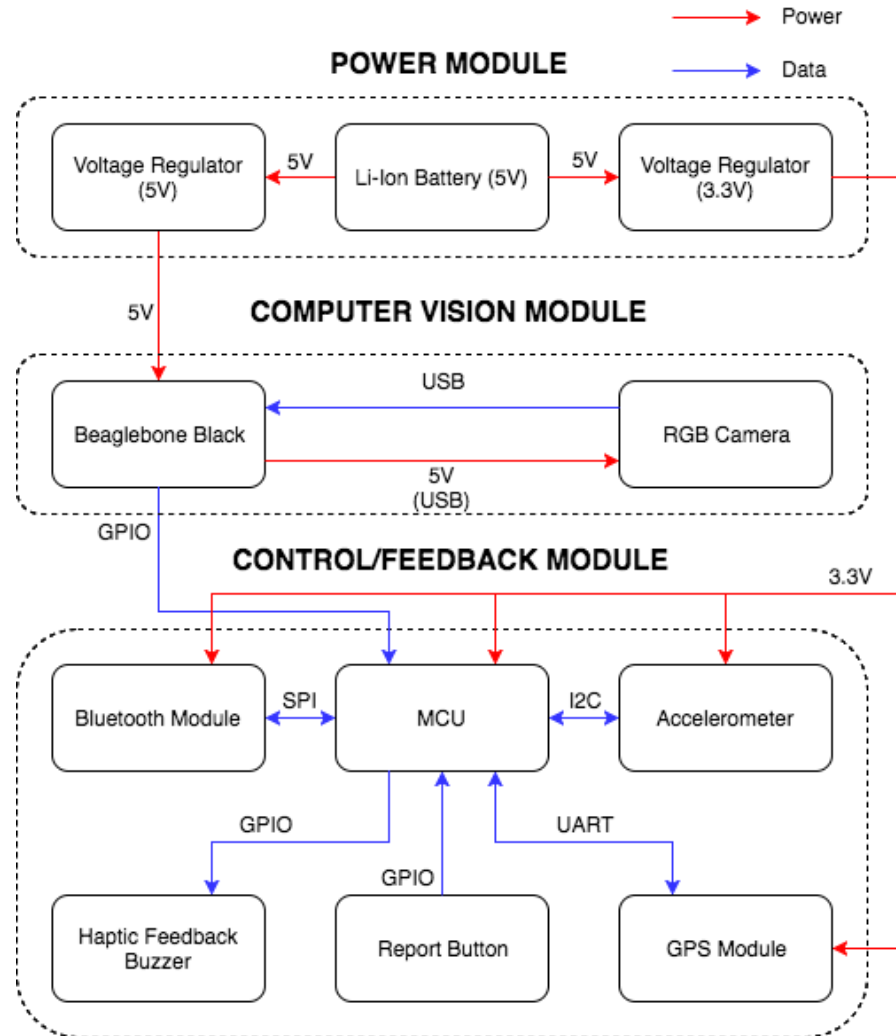 Power
POWER MODULE
Data
Voltage Regulator
(5V)
5V
Li-Ion Battery (5V)
5V
Voltage Regulator
(3.3V)
5V
COMPUTER VISION MODULE
Beaglebone Black
USB
5V
(USB)
RGB Camera
GPIO
CONTROL/FEEDBACK MODULE
3.3V
Bluetooth Module
SPI
MCU
I2C
Accelerometer
GPIO
UART
GPIO
Haptic Feedback
Buzzer
Report Button
GPS Module